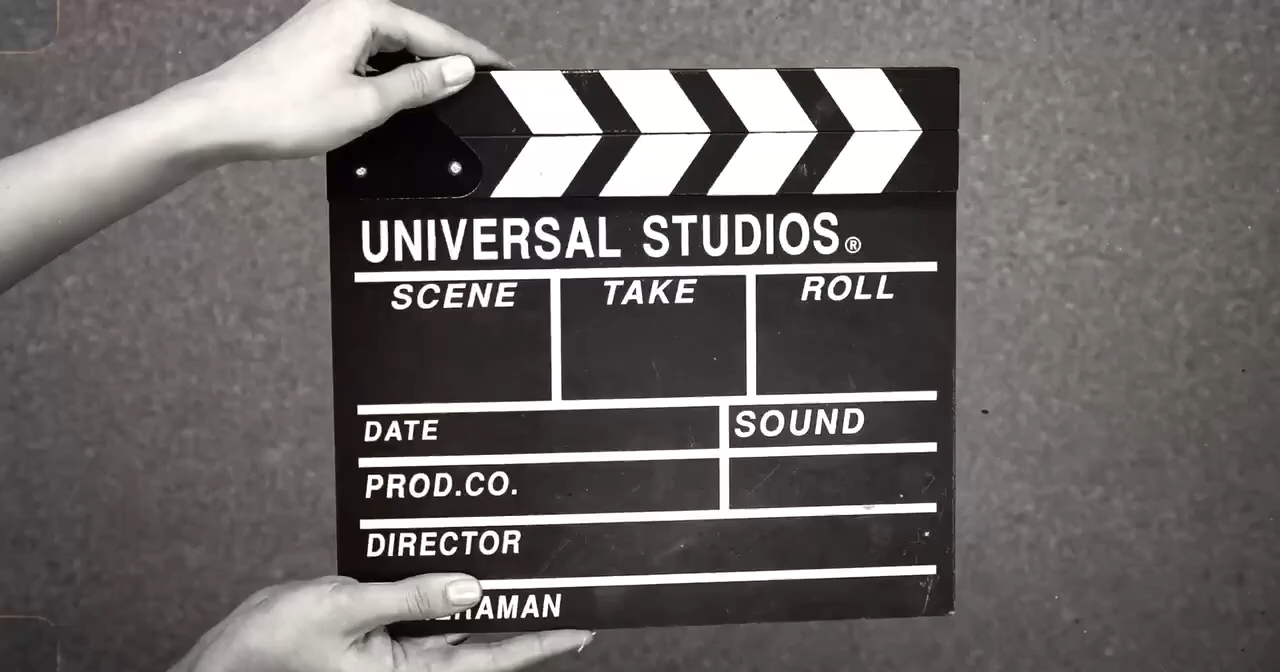 UNIVERSAL STUDIOS®
SCENE TAKE ROLL
DATE SOUND
PROD.CO.
DIRECTOR